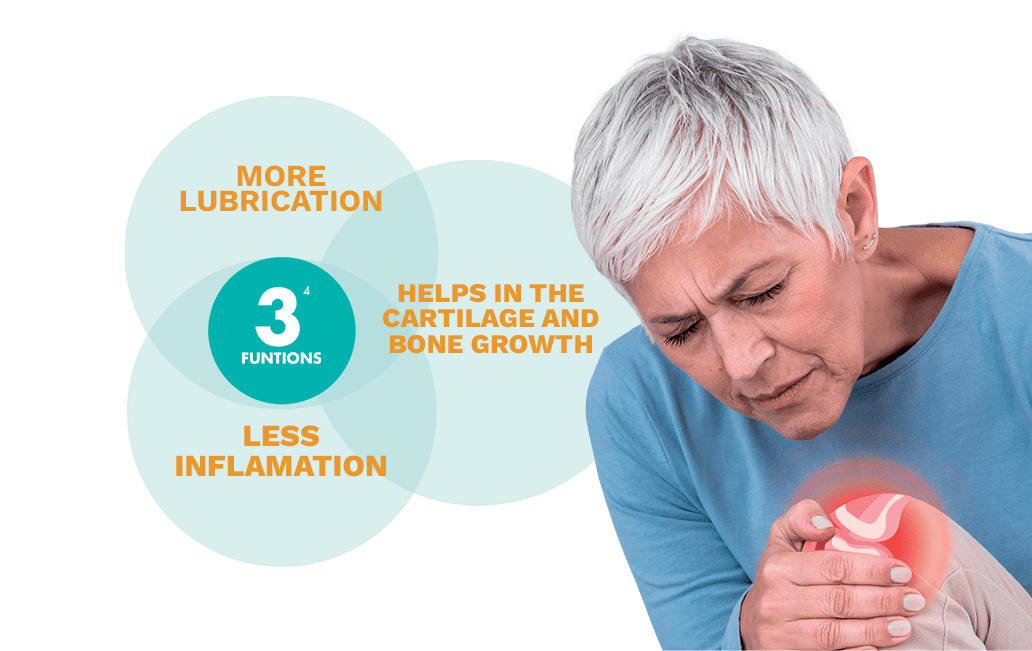 MORE
LUBRICATION
3 4
FUNTIONS
HELPS IN THE
CARTILAGE AND
BONE GROWTH
LESS
INFLAMATION